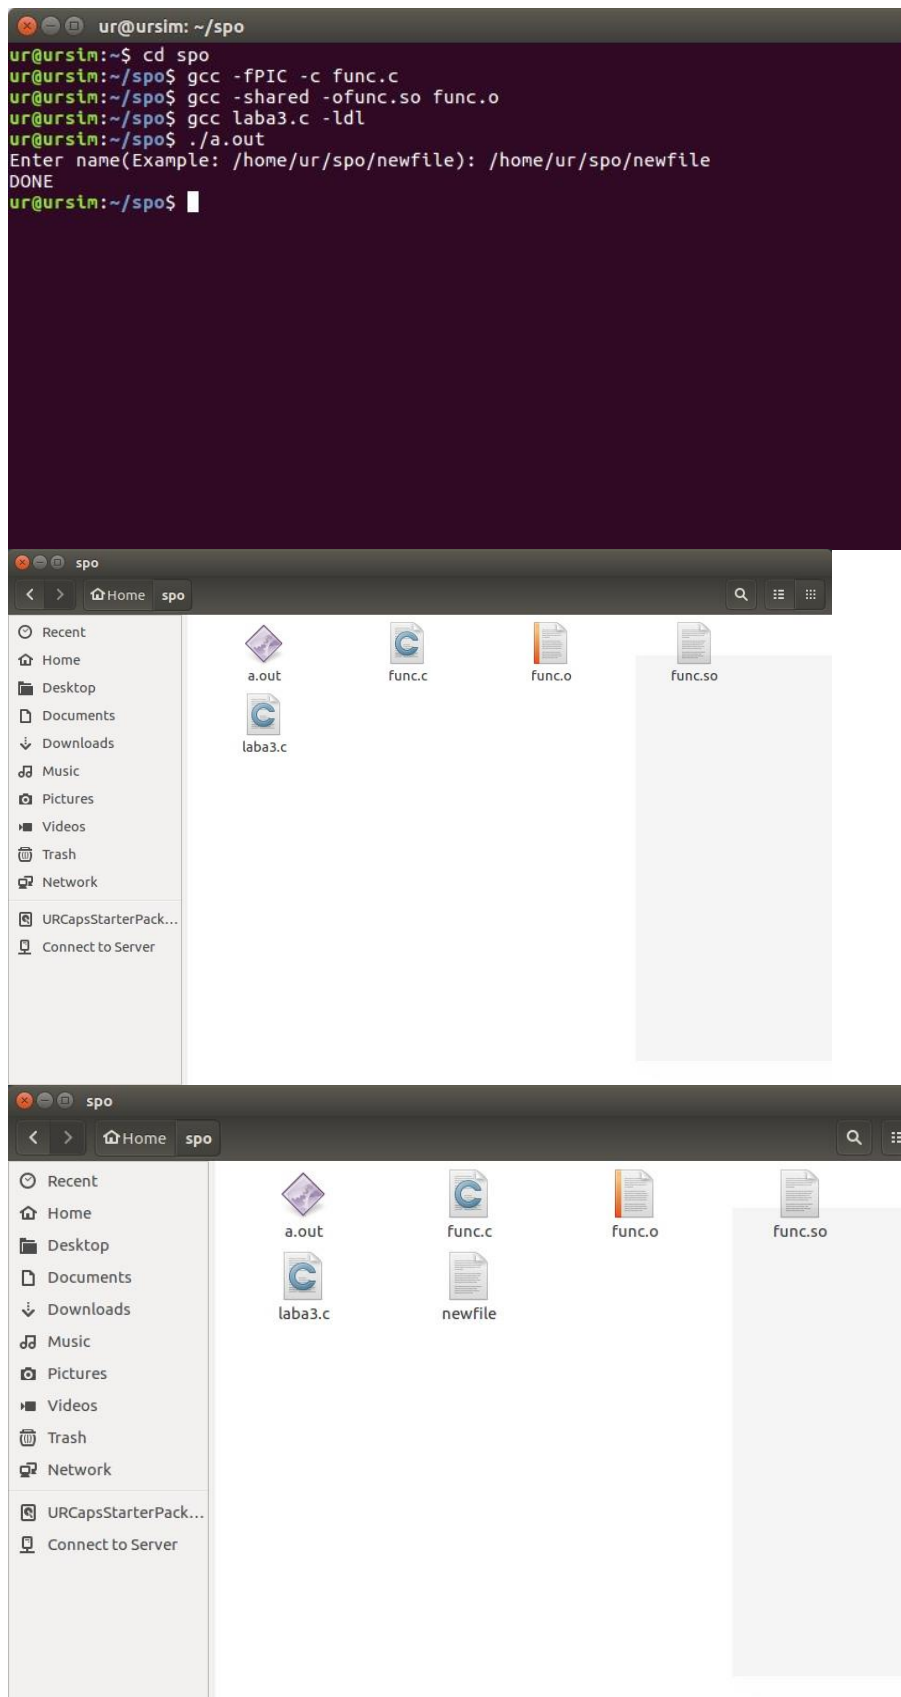 ur@ursim: ~/spo
ur@ursim:~$ cd spo
ur@ursim:~/spo$ gcc -fPIC -c func.c
ur@ursim:~/spo$ gcc -shared -ofunc.so func.o
ur@ursim:~/spo$ gcc laba3.c -ldl
ur@ursim:~/spo$ ./a.out
Enter name(Example: /home/ur/spo/newfile): /home/ur/spo/newfile
DONE
ur@ursim:~/spo$
spo
Home spo
Recent
Home
Desktop
Documents
Downloads
Music
Pictures
Videos
Trash
Network
URCapsStarterPack...
Connect to Server
a.out func.c func.o func.so
laba3.c
spo
Home spo
Recent
Home
Desktop
Documents
Downloads
Music
Pictures
Videos
Trash
Network
URCapsStarterPack...
Connect to Server
a.out func.c func.o func.so
laba3.c newfile